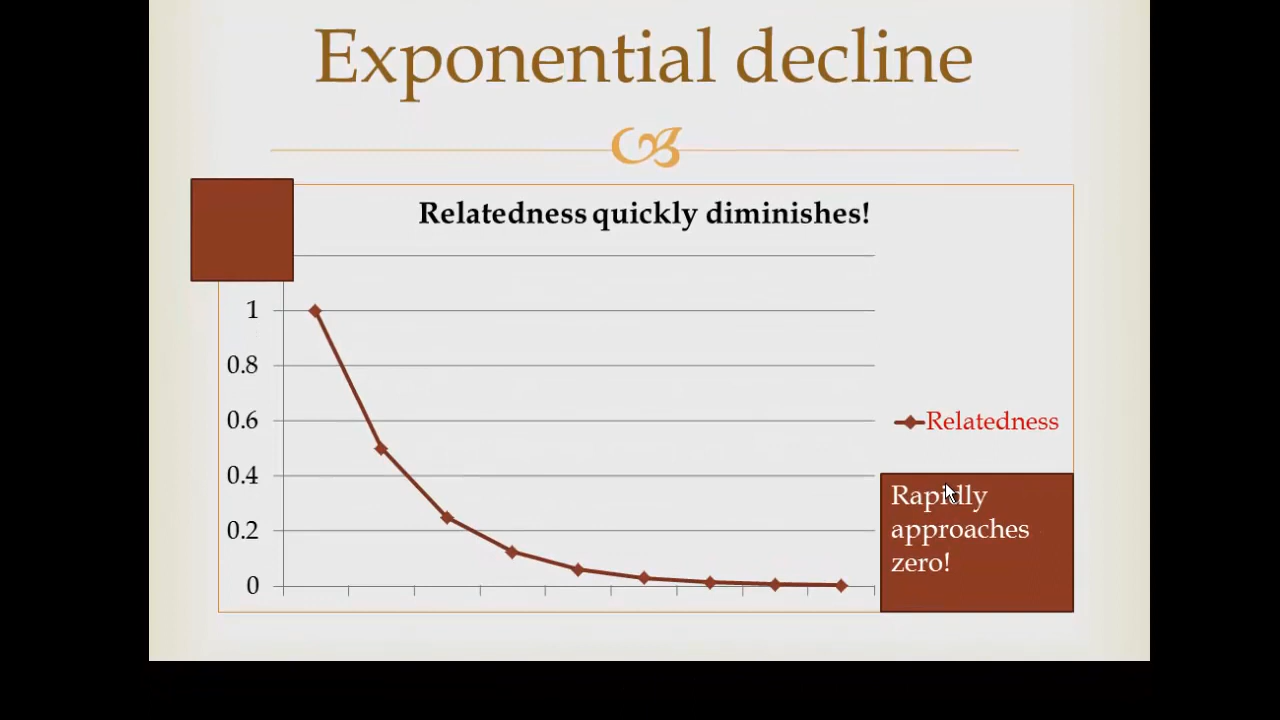 Exponential decline
Relatedness quickly diminishes!
1
0.8
0.6
0.4
0.2
0
Relatedness
Rapidly
approaches
zero!